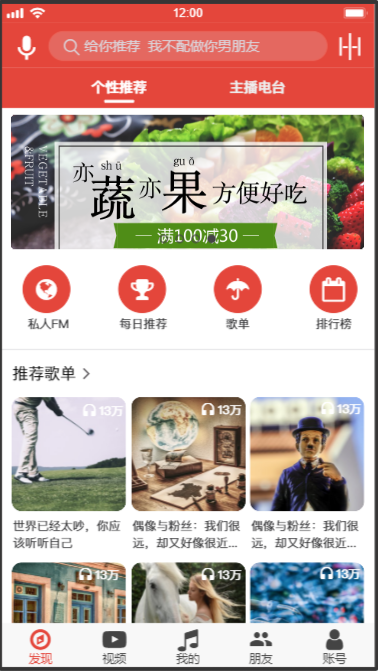 12:00
给你推荐 我不配做你男朋友
个性推荐
主播电台
VEGETABLE
&FRUIT
shū
guǒ
亦蔬亦果方便好吃
满100减30
私人FM
每日推荐
歌单
排行榜
推荐歌单
13万
13万
13万
世界已经太吵，你应
该听听自己
偶像与粉丝：我们很
远，却又好像很近...
偶像与粉丝：我们很
远，却又好像很近...
13万
13万
13万
发现
视频
我的
朋友
账号